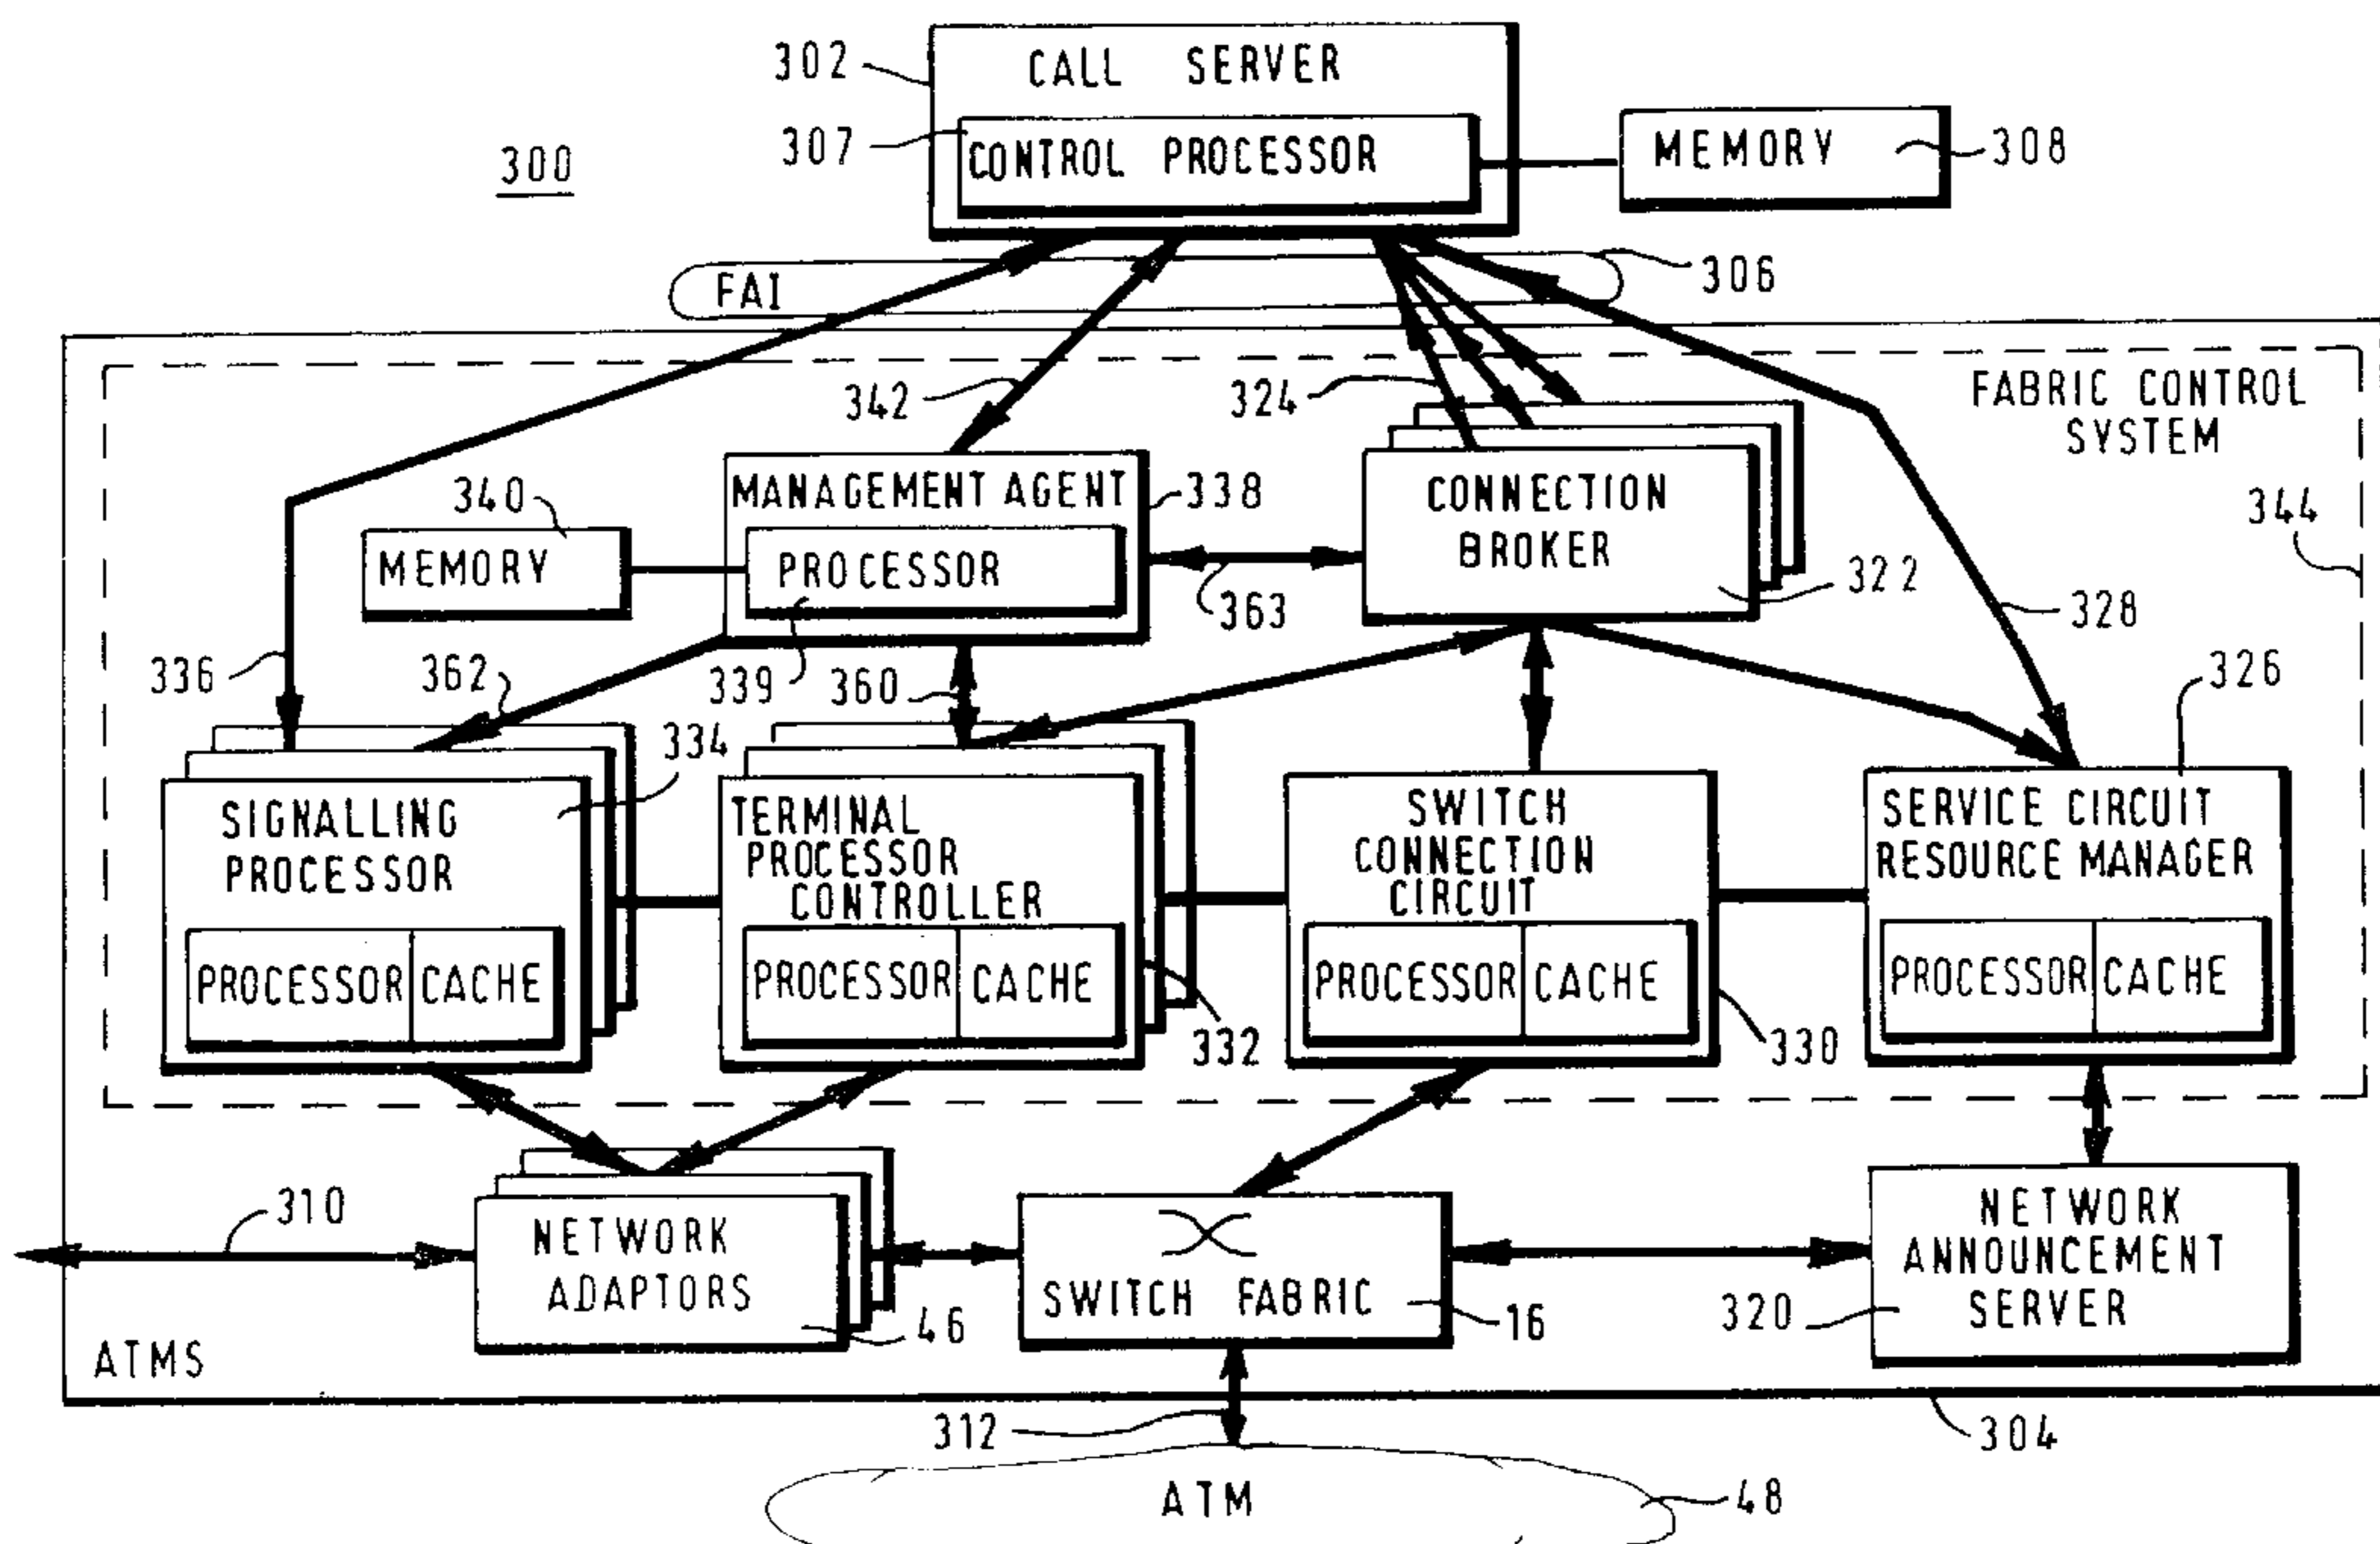 302
CALL SERVER
307
CONTROL PROCESSOR
MEMORY
308
300
FAI
306
342
324
FABRIC CONTROL
SYSTEM
344
340
MEMORY
MANAGEMENT AGENT
338
PROCESSOR
339
363
CONNECTION
BROKER
322
328
336
362
360
326
334
SIGNALLING
PROCESSOR
PROCESSOR CACHE
TERMINAL
PROCESSOR
CONTROLLER
PROCESSOR CACHE
332
SWITCH
CONNECTION
CIRCUIT
PROCESSOR CACHE
330
SERVICE CIRCUIT
RESOURCE MANAGER
PROCESSOR CACHE
310
NETWORK
ADAPTORS
46
SWITCH FABRIC
16
NETWORK
ANNOUNCEMENT
SERVER
320
ATMS
312
304
ATM
48